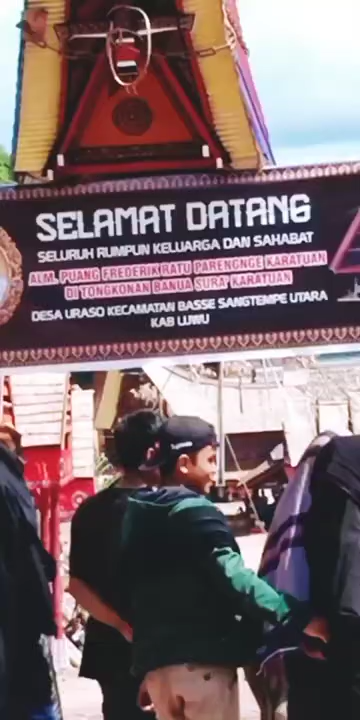 SELAMAT DATANG
SELURUH RUMPUN KELUARGA DAN SAHABAT
ALM. PUANG FREDERIK RATU PARENGNGE KARATUAN
DI TONGKONAN BANUA SURA' KARATUAN
DESA URASO KECAMATAN BASSE SANGTEMPE UTARA
KAB LUWU